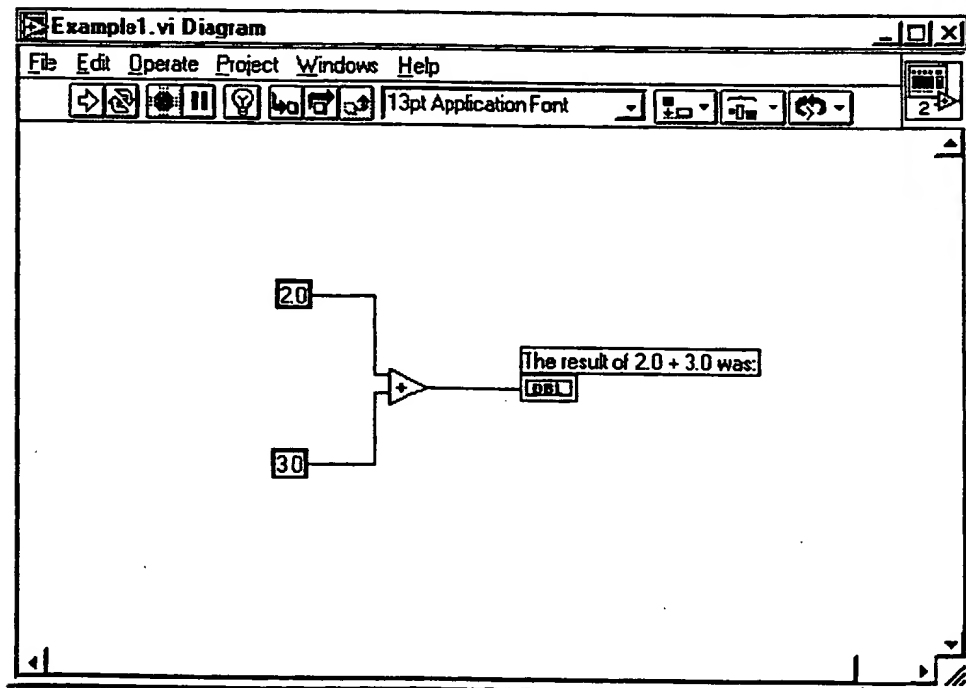 Example1.vi Diagram
File Edit Operate Project Windows Help
13pt Application Font
2
2.0
The result of 2.0 + 3.0 was:
DBL
3.0